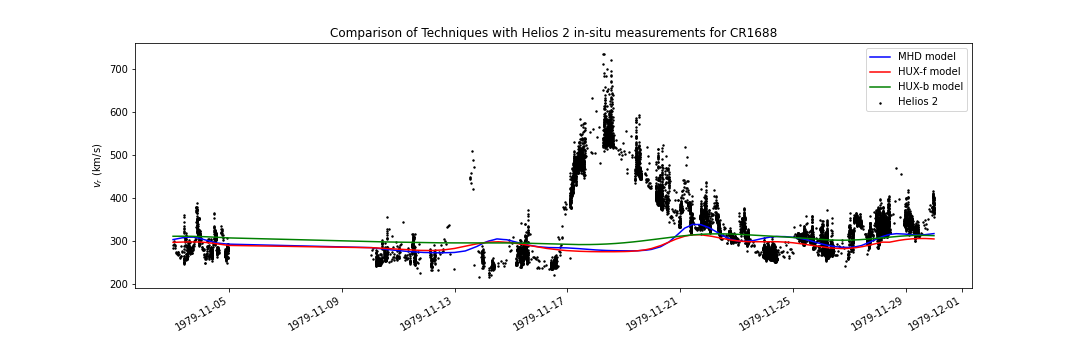 Comparison of Techniques with Helios 2 in-situ measurements for CR1688
MHD model
HUX-f model
HUX-b model
Helios 2
700
600
500
400
300
200
v_r (km/s)
1979-11-05
1979-11-09
1979-11-13
1979-11-17
1979-11-21
1979-11-25
1979-11-29
1979-12-01